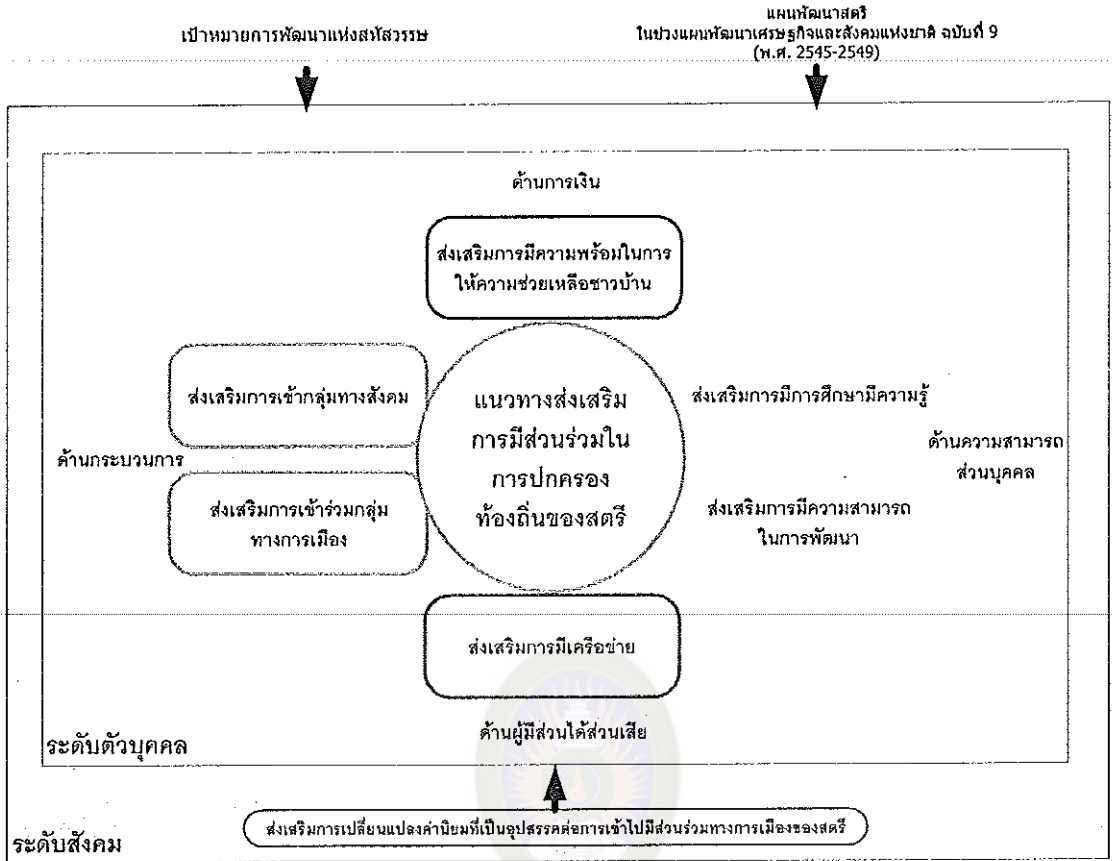 เป้าหมายการพัฒนาแห่งสหัสวรรษ
แผนพัฒนาสตรี
ในช่วงแผนพัฒนาเศรษฐกิจและสังคมแห่งชาติ ฉบับที่ 9
(พ.ศ. 2545-2549)
ด้านการเงิน
ส่งเสริมการมีความพร้อมในการ
ให้ความช่วยเหลือชาวบ้าน
ส่งเสริมการเข้ากลุ่มทางสังคม
ด้านกระบวนการ
ส่งเสริมการเข้าร่วมกลุ่ม
ทางการเมือง
แนวทางส่งเสริม
การมีส่วนร่วมใน
การปกครอง
ท้องถิ่นของสตรี
ส่งเสริมการมีการศึกษามีความรู้
ด้านความสามารถ
ส่วนบุคคล
ส่งเสริมการมีความสามารถ
ในการพัฒนา
ส่งเสริมการมีเครือข่าย
ด้านผู้มีส่วนได้ส่วนเสีย
ระดับตัวบุคคล
ส่งเสริมการเปลี่ยนแปลงค่านิยมที่เป็นอุปสรรคต่อการเข้าไปมีส่วนร่วมทางการเมืองของสตรี
ระดับสังคม